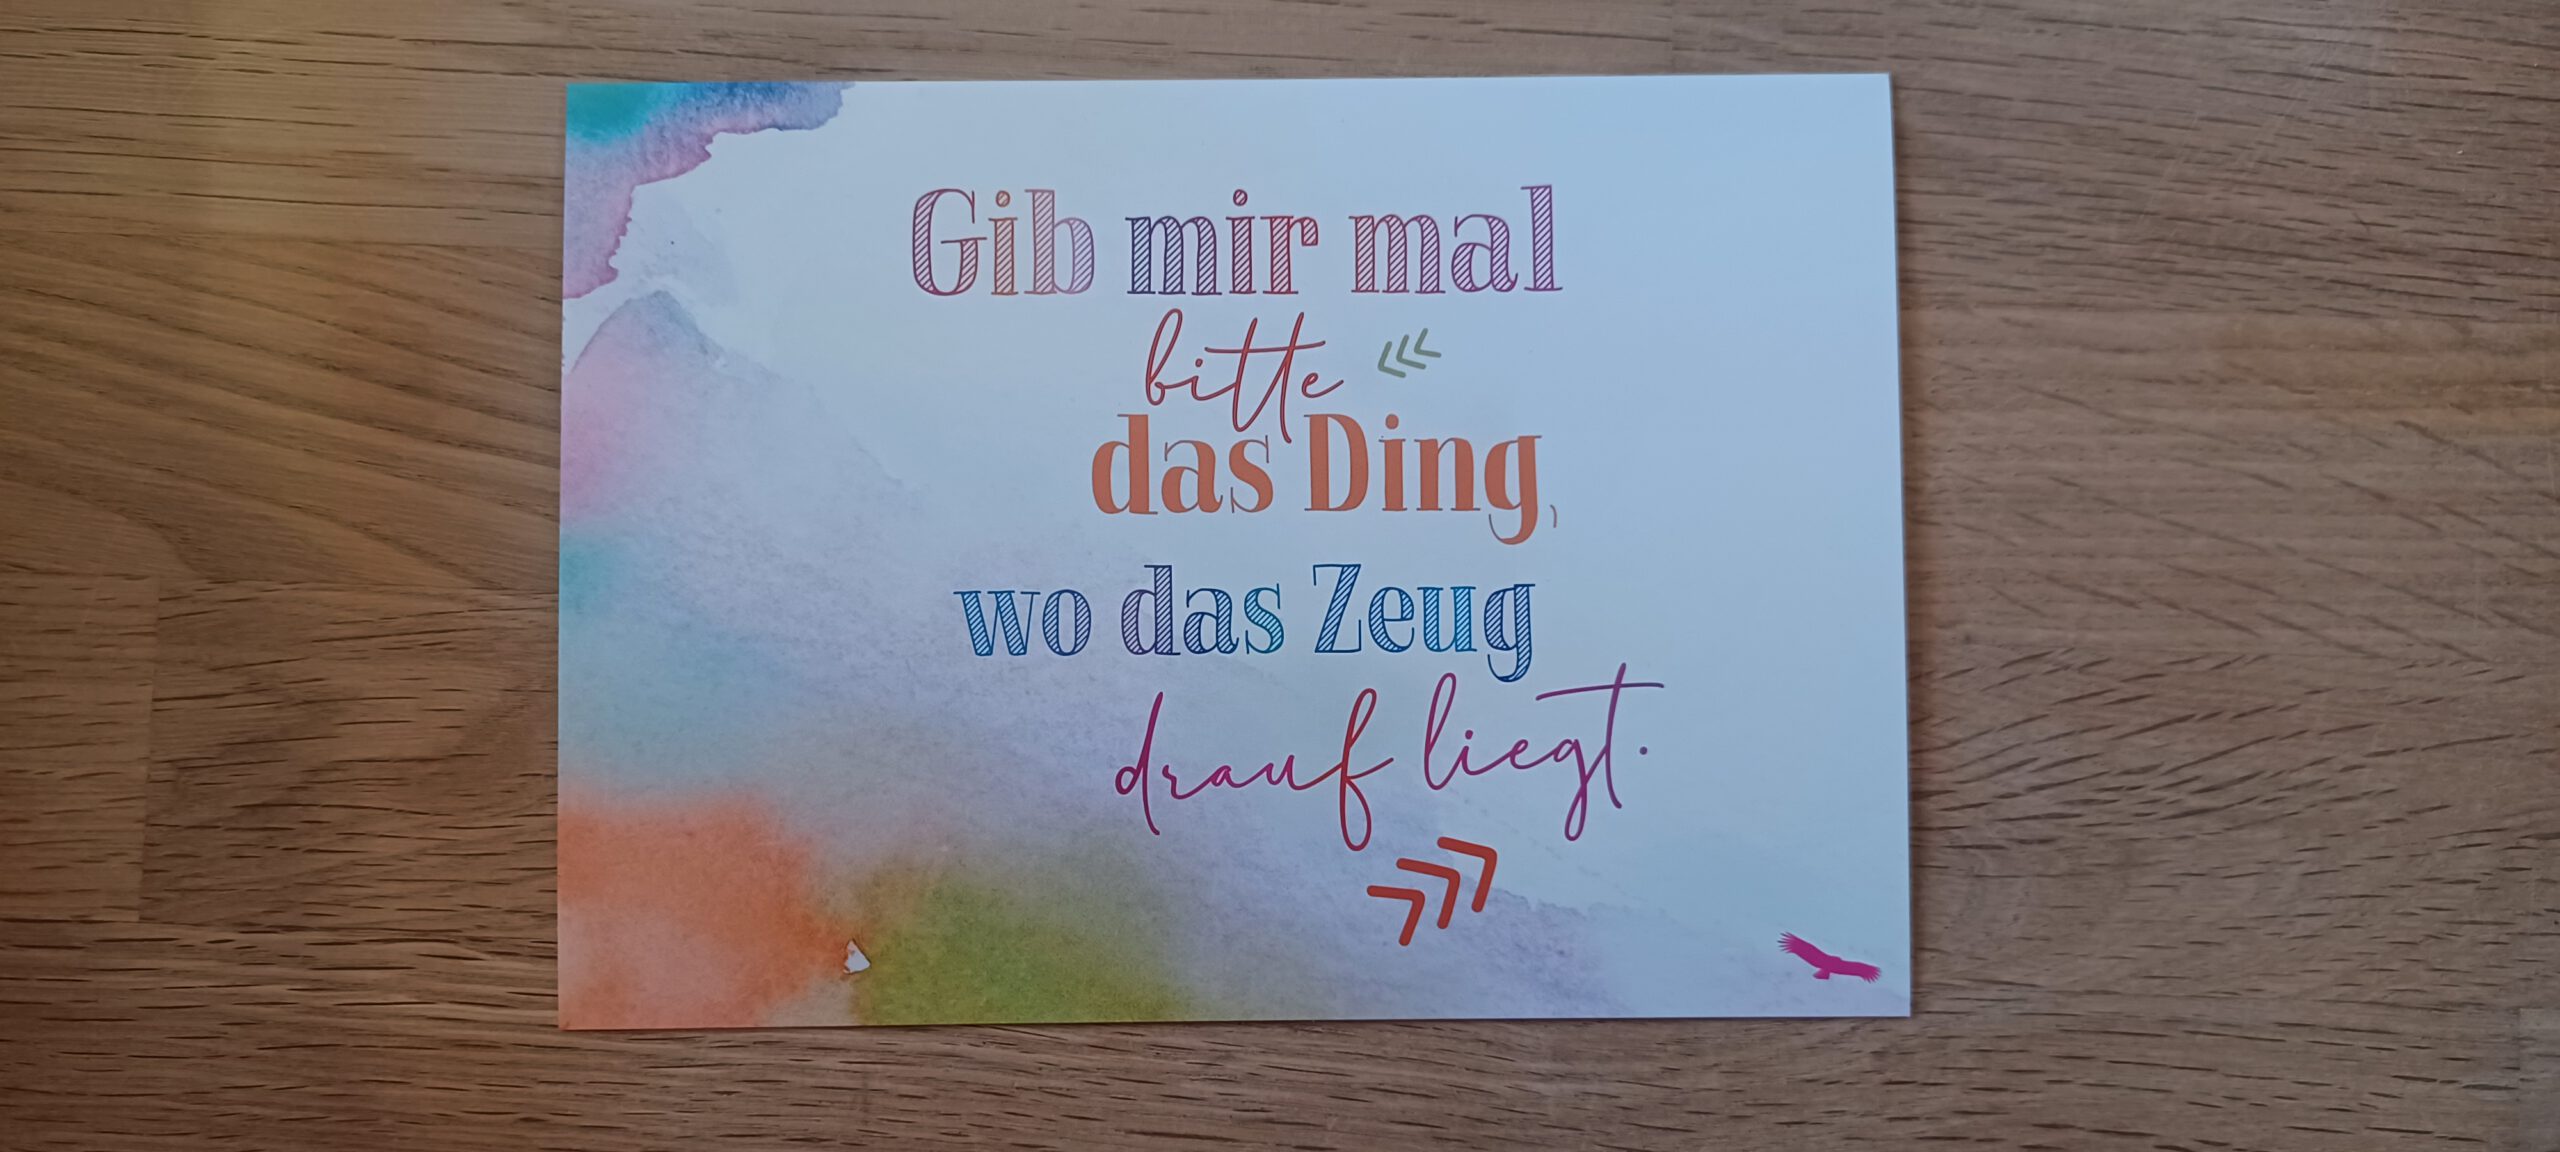 Gib mir mal
bitte
das Ding,
wo das Zeug
drauf liegt.